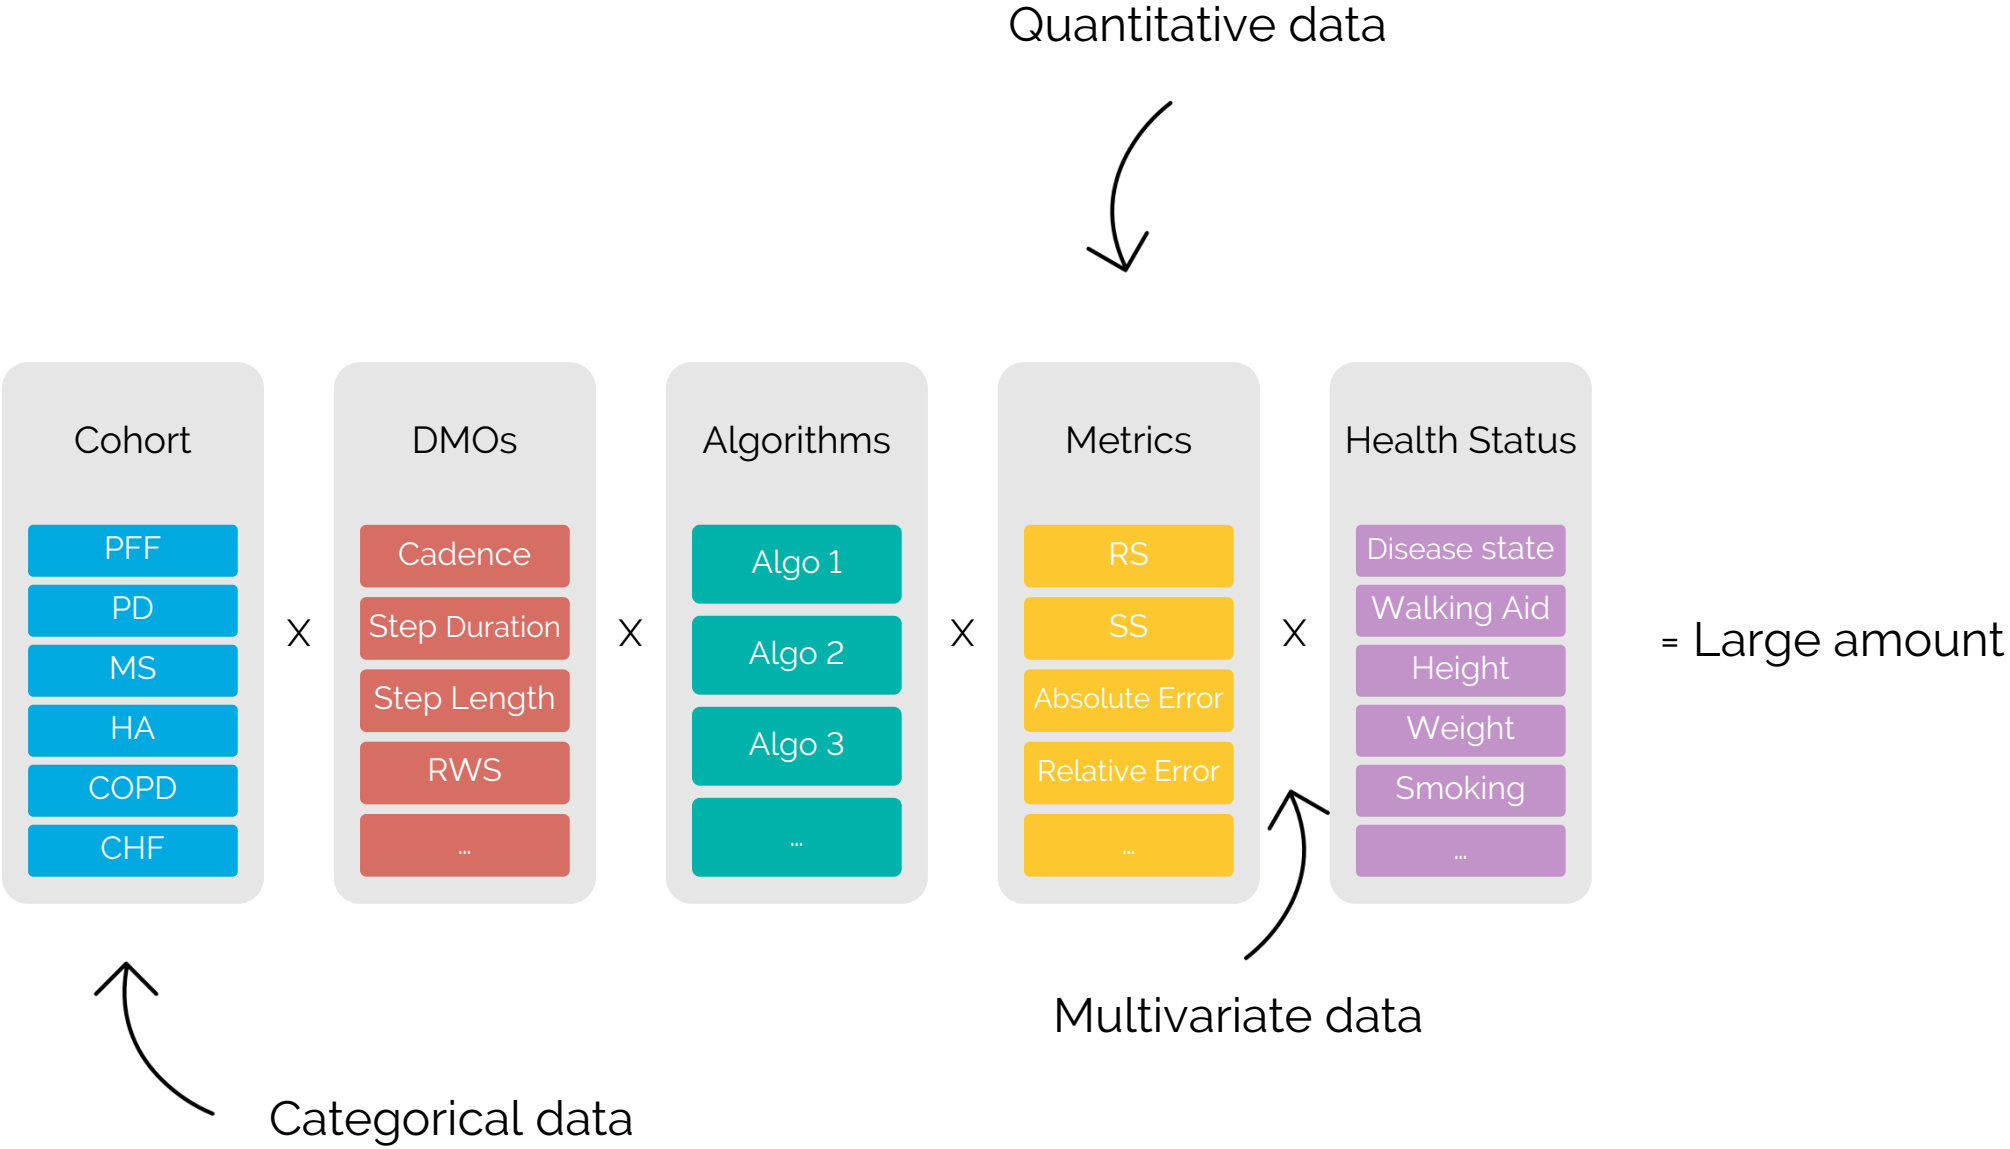 Quantitative data
Cohort
PFF
PD
MS
HA
COPD
CHF
X
DMOs
Cadence
Step Duration
Step Length
RWS
...
X
Algorithms
Algo 1
Algo 2
Algo 3
...
X
Metrics
RS
SS
Absolute Error
Relative Error
...
X
Health Status
Disease state
Walking Aid
Height
Weight
Smoking
...
= Large amount
Multivariate data
Categorical data